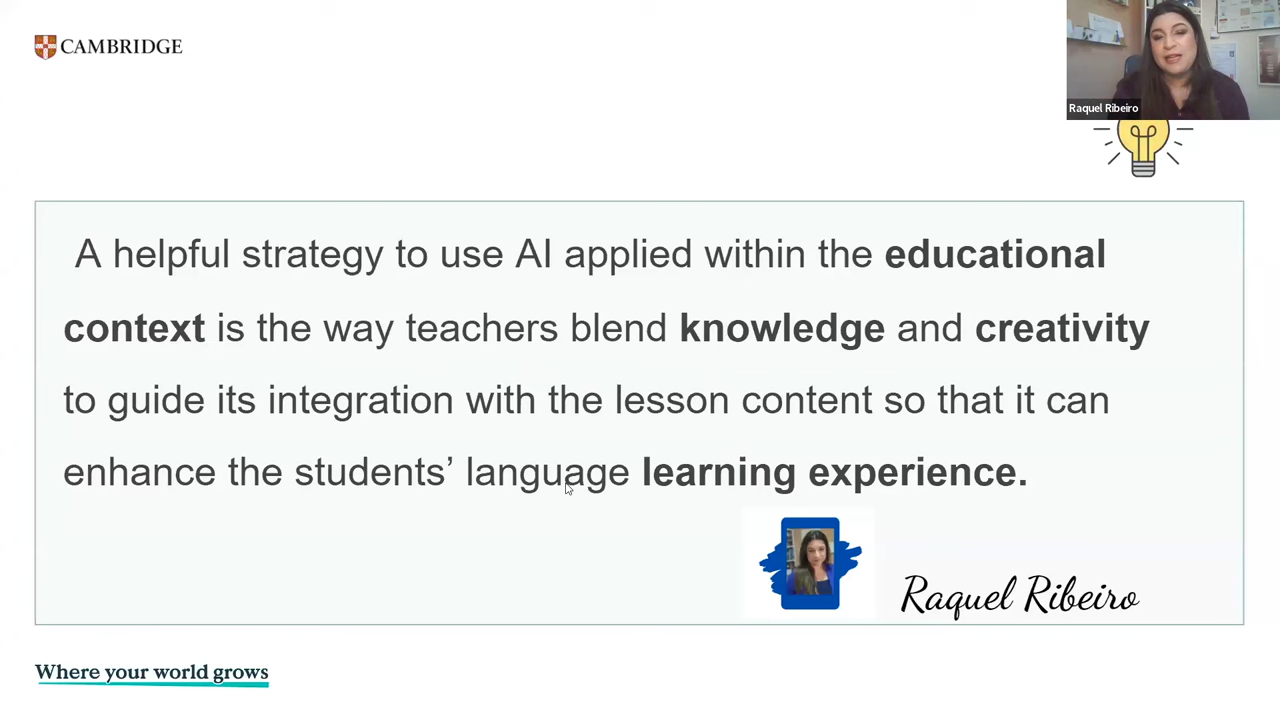 CAMBRIDGE
Raquel Ribeiro
A helpful strategy to use AI applied within the educational
context is the way teachers blend knowledge and creativity
to guide its integration with the lesson content so that it can
enhance the students’ language learning experience.
Raquel Ribeiro
Where your world grows